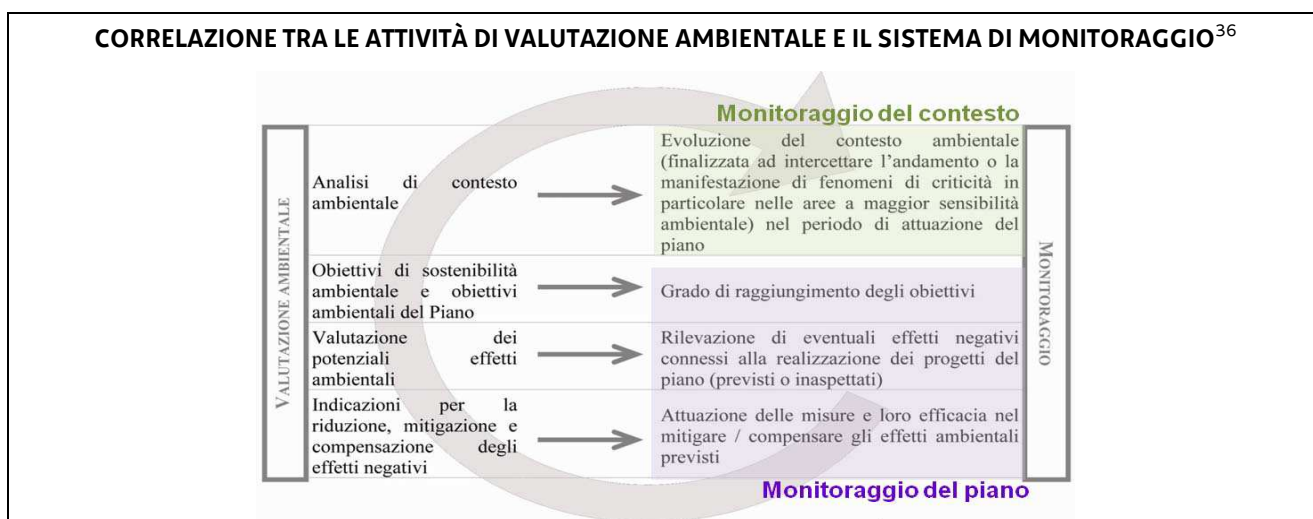 CORRELAZIONE TRA LE ATTIVITÀ DI VALUTAZIONE AMBIENTALE E IL SISTEMA DI MONITORAGGIO36
Monitoraggio del contesto
VALUTAZIONE AMBIENTALE
Analisi di contesto
ambientale
Evoluzione del contesto ambientale
(finalizzata ad intercettare l'andamento o la
manifestazione di fenomeni di criticità in
particolare nelle aree a maggior sensibilità
ambientale) nel periodo di attuazione del
piano
Obiettivi di sostenibilità
ambientale e obiettivi
ambientali del Piano
Grado di raggiungimento degli obiettivi
Valutazione dei
potenziali effetti
ambientali
Rilevazione di eventuali effetti negativi
connessi alla realizzazione dei progetti del
piano (previsti o inaspettati)
Indicazioni per la
riduzione, mitigazione e
compensazione degli
effetti negativi
Attuazione delle misure e loro efficacia nel
mitigare / compensare gli effetti ambientali
previsti
MONITORAGGIO
Monitoraggio del piano